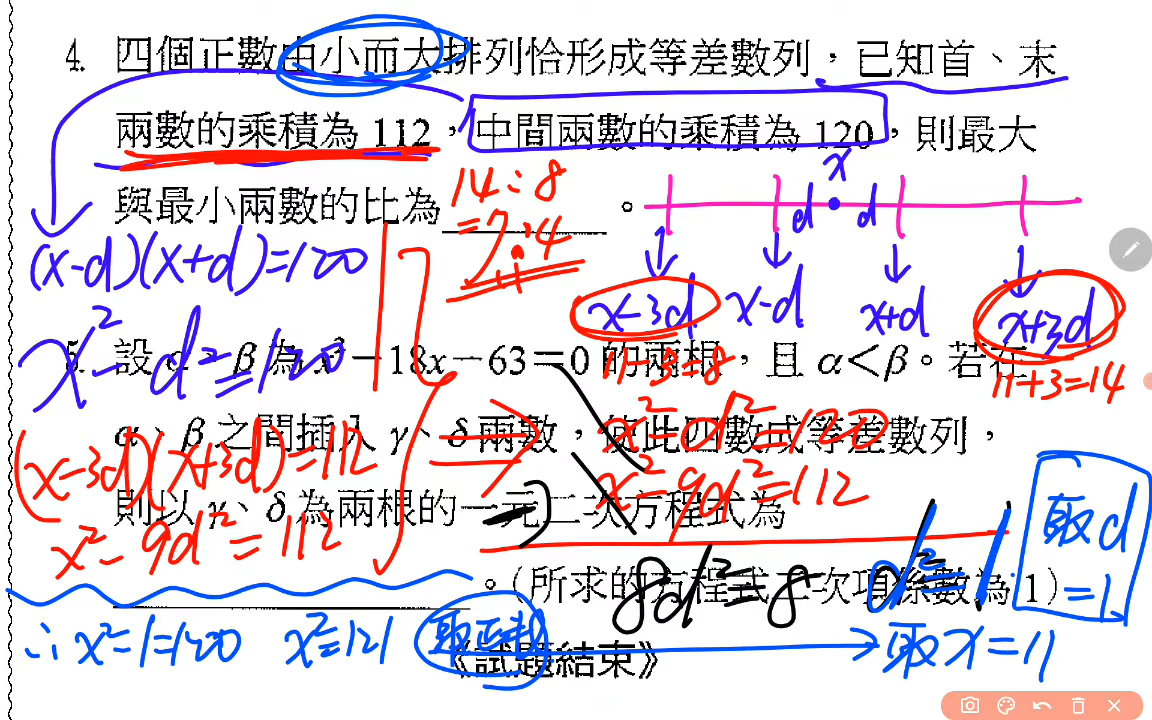 4. 四個正數由小而大排列恰形成等差數列，已知首、末
兩數的乘積為 112，中間兩數的乘積為 120，則最大
與最小兩數的比為＿＿＿＿。
14:8
=7:4
x
d d
x-3d x-d x+d x+3d
11-3=8
11+3=14
(x-d)(x+d)=120
x²-d²=120
(x-3d)(x+3d)=112
x²-9d²=112
5. 設 α、β 為 x²－18x－63＝0 的兩根，且 α＜β。若在
α、β 之間插入 γ、δ 兩數，使此四數成等差數列，
則以 γ、δ 為兩根的一元二次方程式為
＿＿＿＿。（所求的方程式二次項係數為 1）
x²-d²=120
x²-9d²=112
8d²=8
d²=1
取d
=1
∴x²-1=120 x²=121 取正數 取x=11
《試題結束》